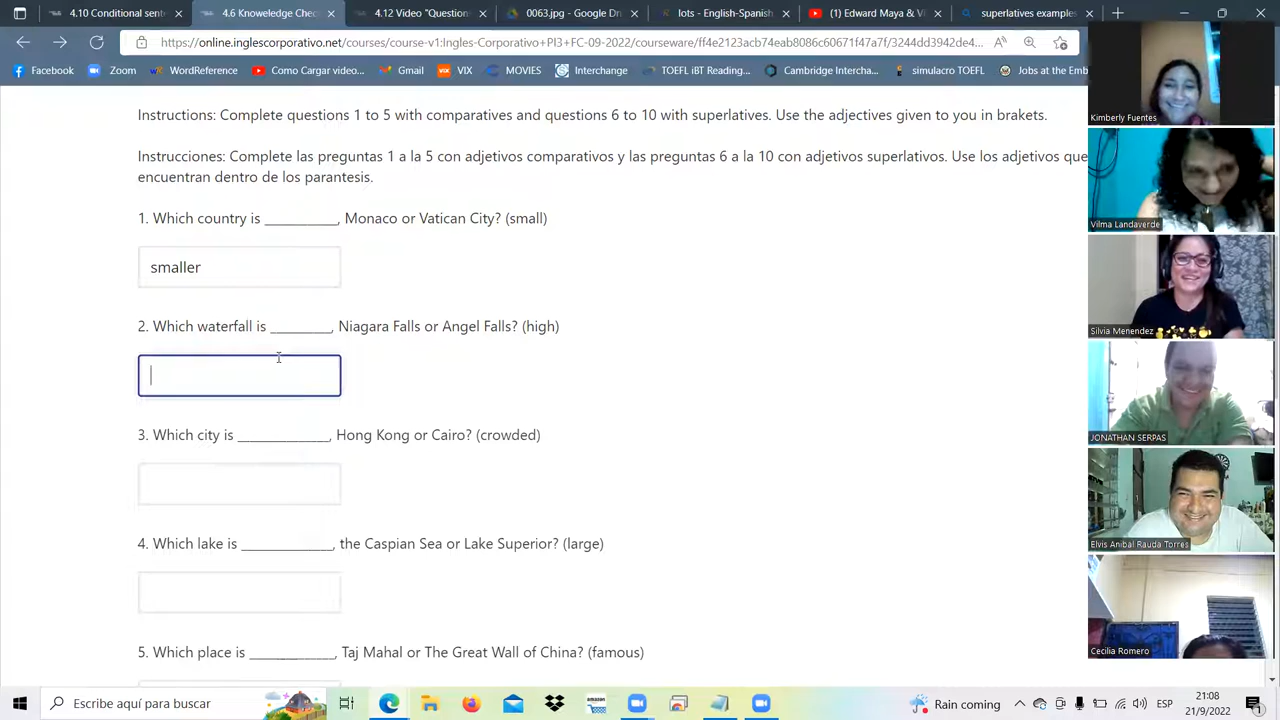 4.10 Conditional sent
4.6 Knowledge Chec
4.12 Video "Question
0063.jpg - Google Dr
lots - English-Spanish
(1) Edward Maya & Vi
superlatives examples
https://online.inglescorporativo.net/courses/course-v1:Ingles-Corporativo+PI3+FC-09-2022/courseware/ff4e2123acb74eab8086c60671f47a7f/3244dd3942de4...
Facebook
Zoom
WordReference
Como Cargar video...
Gmail
VIX
MOVIES
Interchange
TOEFL iBT Reading...
Cambridge Intercha...
simulacro TOEFL
Jobs at the Emb
Instructions: Complete questions 1 to 5 with comparatives and questions 6 to 10 with superlatives. Use the adjectives given to you in brakets.
Instrucciones: Complete las preguntas 1 a la 5 con adjetivos comparativos y las preguntas 6 a la 10 con adjetivos superlativos. Use los adjetivos que
encuentran dentro de los parantesis.
1. Which country is __________, Monaco or Vatican City? (small)
smaller
2. Which waterfall is ________, Niagara Falls or Angel Falls? (high)
3. Which city is ____________, Hong Kong or Cairo? (crowded)
4. Which lake is ____________, the Caspian Sea or Lake Superior? (large)
5. Which place is ___________, Taj Mahal or The Great Wall of China? (famous)
Kimberly Fuentes
Vilma Landaverde
Silvia Menendez
JONATHAN SERPAS
Elvis Anibal Rauda Torres
Cecilia Romero
Escribe aquí para buscar
Rain coming
ESP
21:08
21/9/2022